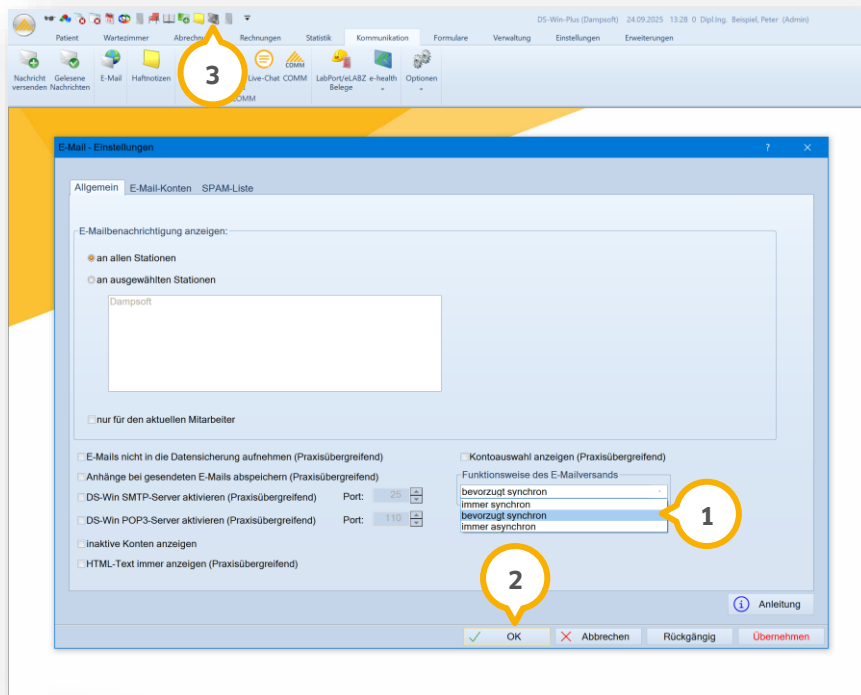 DS-Win-Plus (Dampsoft) 24.09.2025 13:28 0 Dipl.Ing. Beispiel, Peter (Admin)
Patient Wartezimmer Abrechnu Rechnungen Statistik Kommunikation Formulare Verwaltung Einstellungen Erweiterungen
3
Nachricht versenden
Gelesene Nachrichten
E-Mail
Haftnotizen
Live-Chat
COMM
COMM
LabPort/eLABZ Belege
e-health
Optionen
COMM
E-Mail - Einstellungen ?
Allgemein E-Mail-Konten SPAM-Liste
E-Mailbenachrichtigung anzeigen:
an allen Stationen
an ausgewählten Stationen
Dampsoft
nur für den aktuellen Mitarbeiter
E-Mails nicht in die Datensicherung aufnehmen (Praxisübergreifend)
Anhänge bei gesendeten E-Mails abspeichern (Praxisübergreifend)
DS-Win SMTP-Server aktivieren (Praxisübergreifend) Port: 25
DS-Win POP3-Server aktivieren (Praxisübergreifend) Port: 110
inaktive Konten anzeigen
HTML-Text immer anzeigen (Praxisübergreifend)
Kontoauswahl anzeigen (Praxisübergreifend)
Funktionsweise des E-Mailversands
bevorzugt synchron
immer synchron
bevorzugt synchron
immer asynchron
1
2
i Anleitung
OK Abbrechen Rückgängig Übernehmen